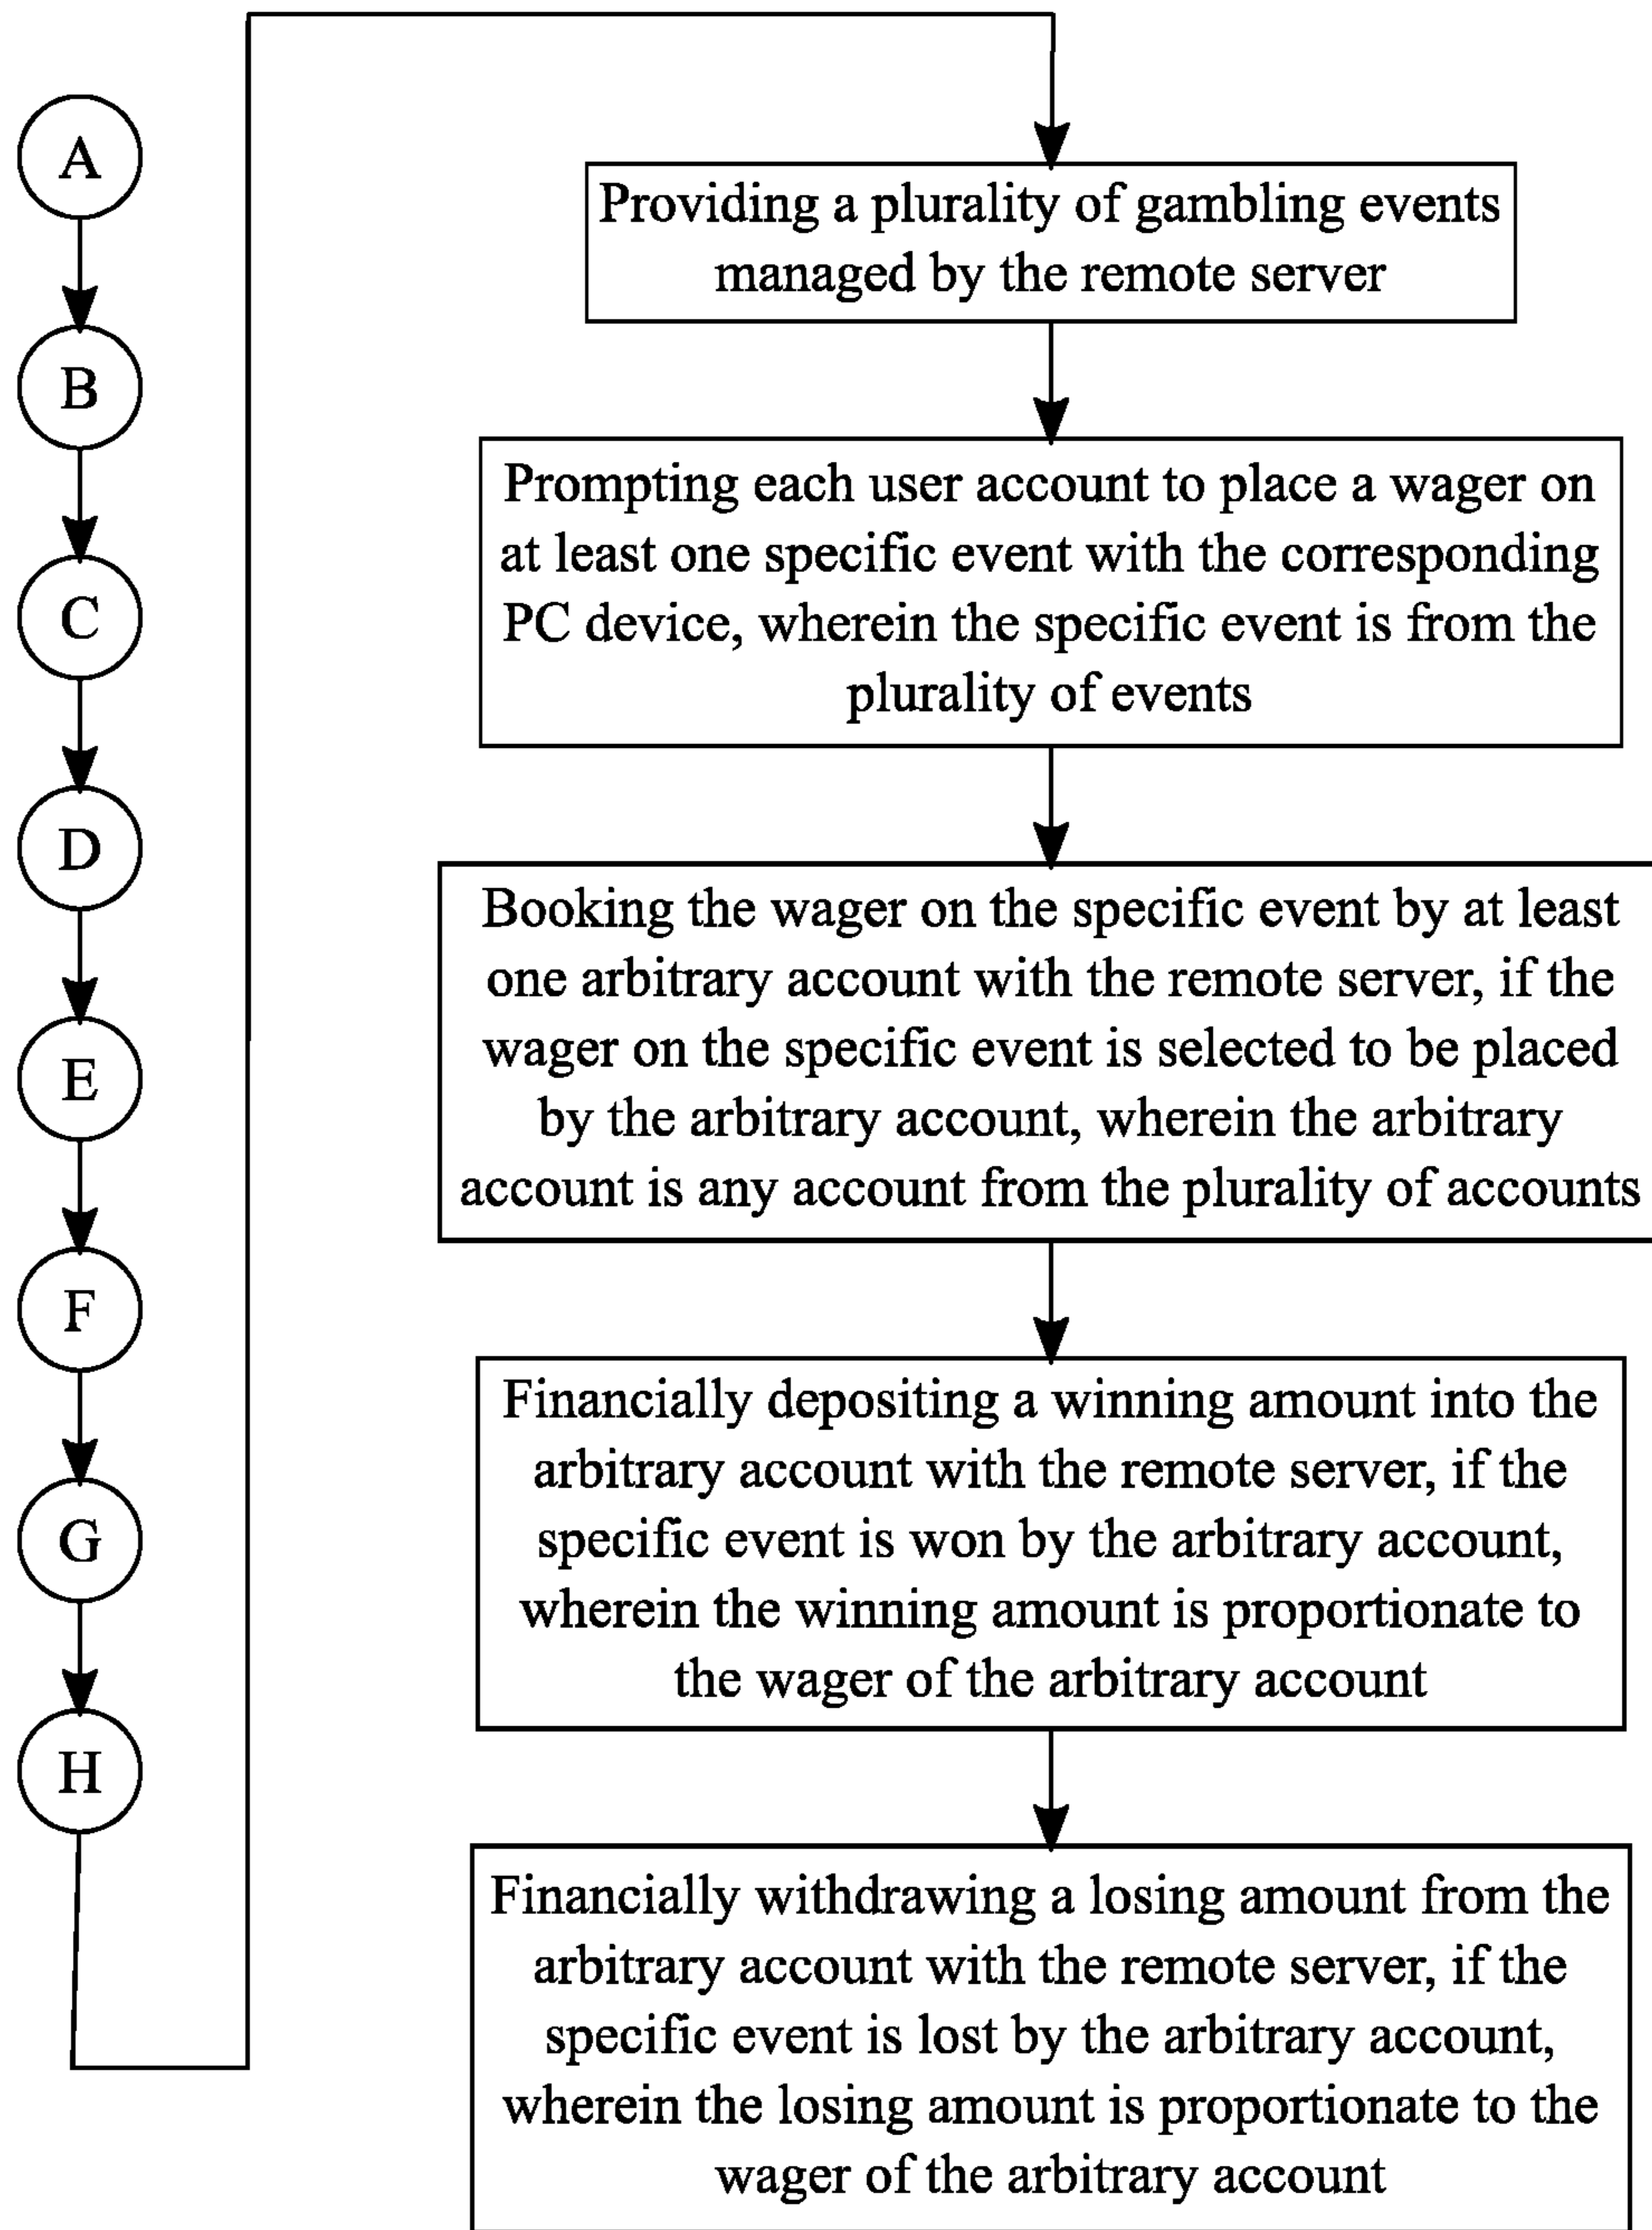 A
B
C
D
E
F
G
H
Providing a plurality of gambling events
managed by the remote server
Prompting each user account to place a wager on
at least one specific event with the corresponding
PC device, wherein the specific event is from the
plurality of events
Booking the wager on the specific event by at least
one arbitrary account with the remote server, if the
wager on the specific event is selected to be placed
by the arbitrary account, wherein the arbitrary
account is any account from the plurality of accounts
Financially depositing a winning amount into the
arbitrary account with the remote server, if the
specific event is won by the arbitrary account,
wherein the winning amount is proportionate to
the wager of the arbitrary account
Financially withdrawing a losing amount from the
arbitrary account with the remote server, if the
specific event is lost by the arbitrary account,
wherein the losing amount is proportionate to the
wager of the arbitrary account